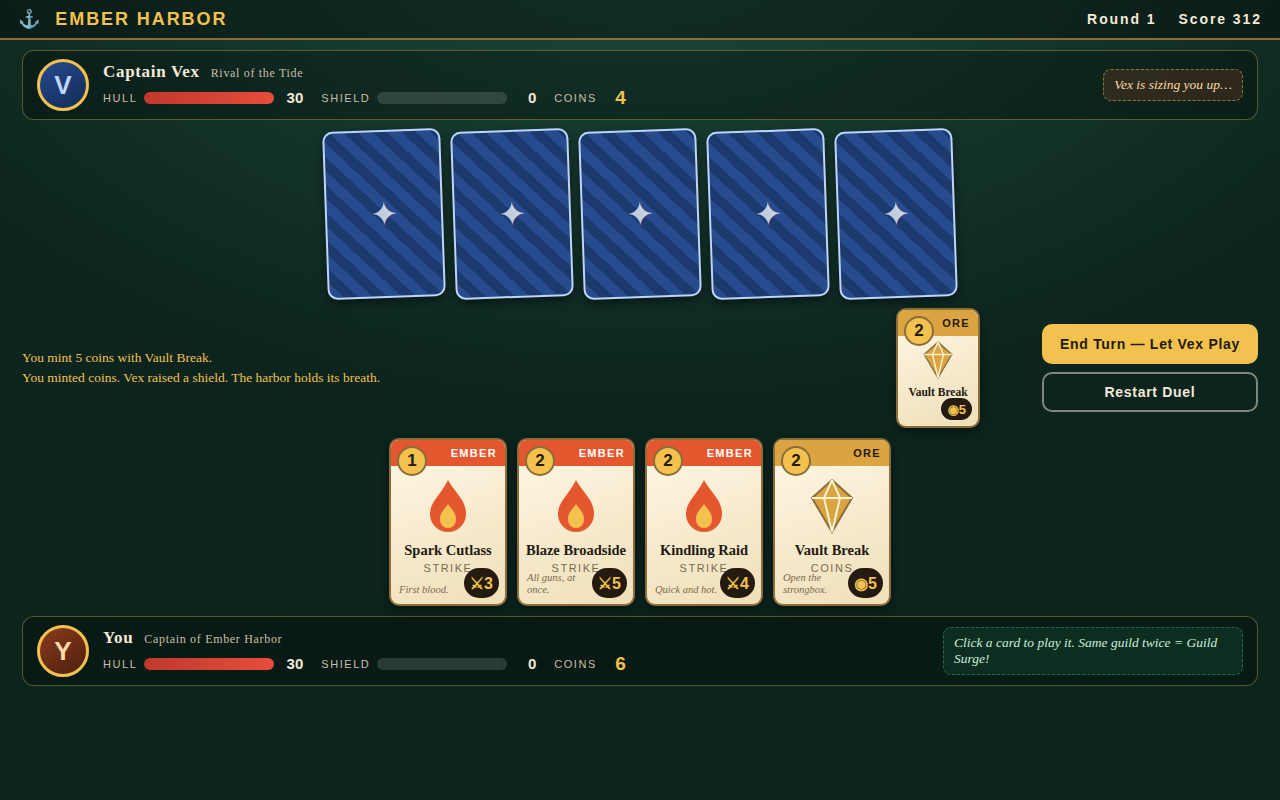 ⚓ EMBER HARBOR
Round 1 Score 312
V
Captain Vex Rival of the Tide
HULL 30 SHIELD 0 COINS 4
Vex is sizing you up…
You mint 5 coins with Vault Break.
You minted coins. Vex raised a shield. The harbor holds its breath.
2 ORE
Vault Break
◉5
End Turn — Let Vex Play
Restart Duel
1 EMBER
Spark Cutlass
STRIKE
First blood.
⚔3
2 EMBER
Blaze Broadside
STRIKE
All guns, at
once.
⚔5
2 EMBER
Kindling Raid
STRIKE
Quick and hot.
⚔4
2 ORE
Vault Break
COINS
Open the
strongbox.
◉5
Y
You Captain of Ember Harbor
HULL 30 SHIELD 0 COINS 6
Click a card to play it. Same guild twice = Guild
Surge!